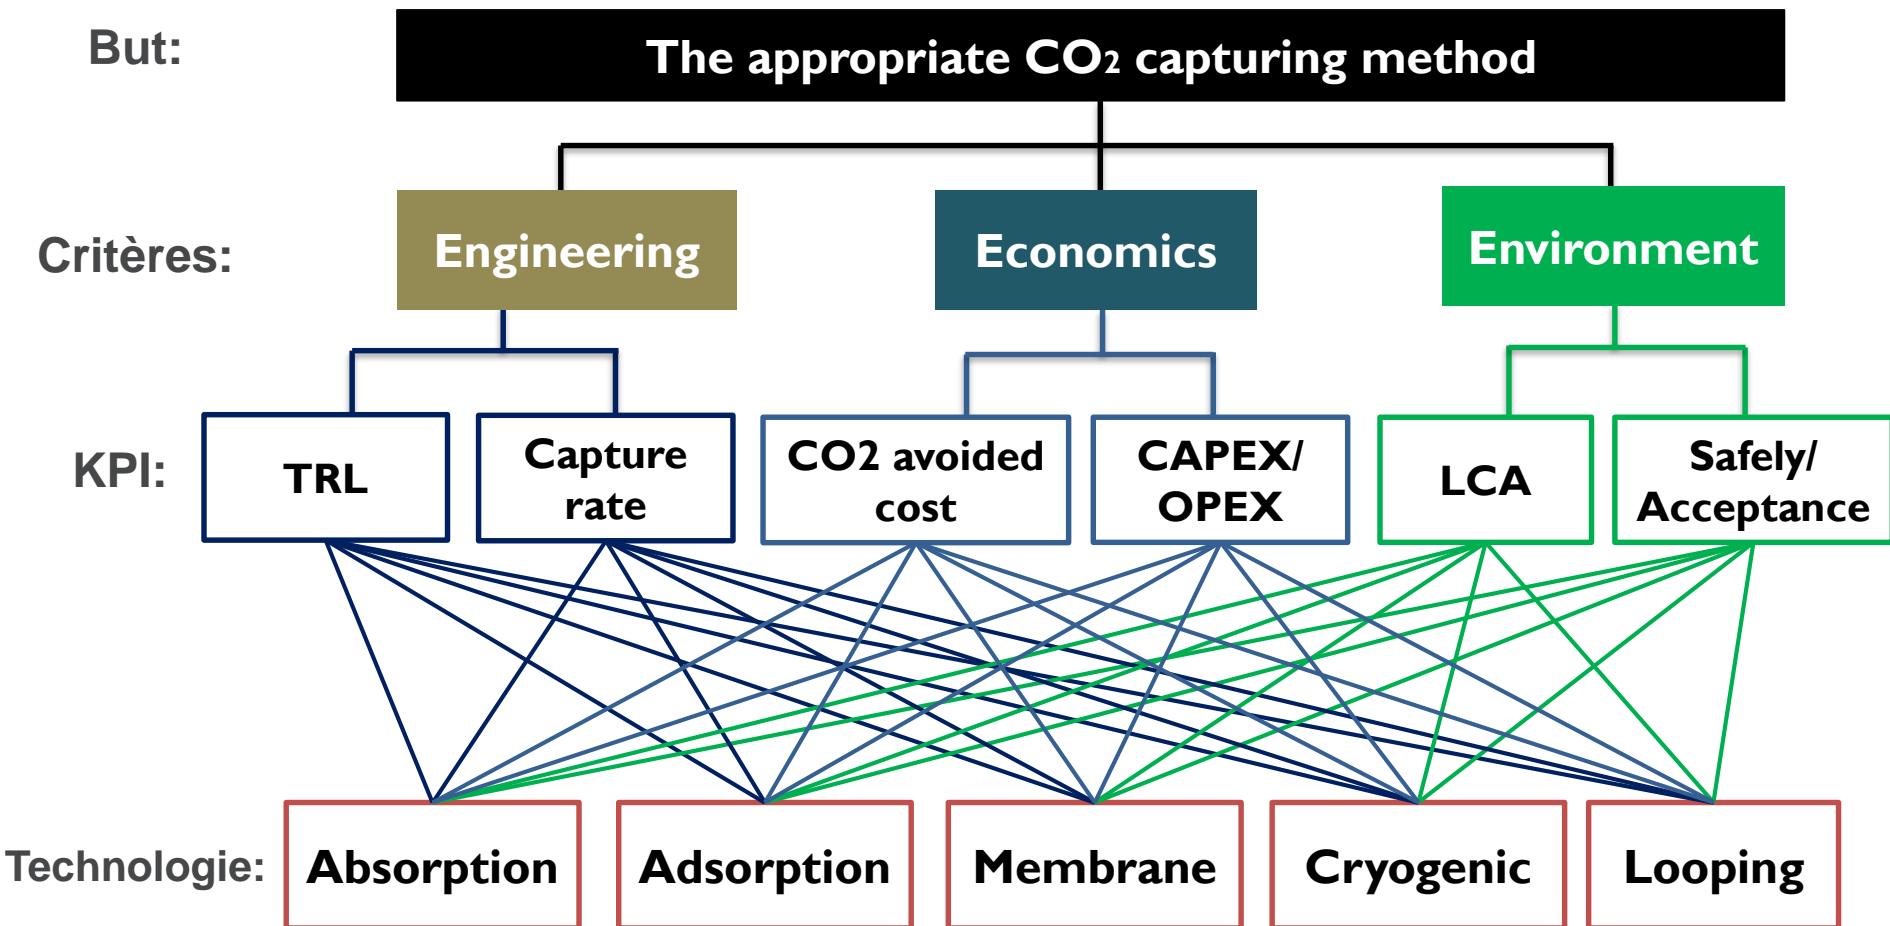 But:
The appropriate CO₂ capturing method
Critères:
Engineering
Economics
Environment
KPI:
TRL
Capture
rate
CO2 avoided
cost
CAPEX/
OPEX
LCA
Safely/
Acceptance
Technologie:
Absorption
Adsorption
Membrane
Cryogenic
Looping